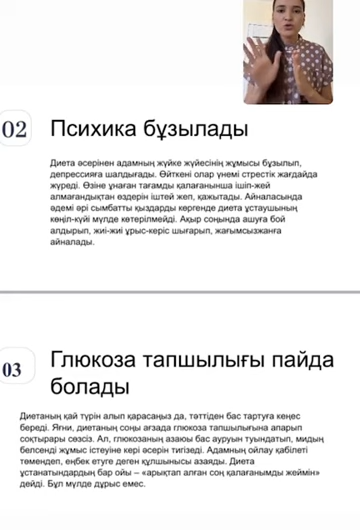 02
Психика бұзылады
Диета әсерінен адамның жүйке жүйесінің жұмысы бұзылып,
депрессияға шалдығады. Өйткені олар үнемі стрестік жағдайда
жүреді. Өзіне ұнаған тағамды қалағанынша ішіп-жей
алмағандықтан өздерін іштей жеп, қажытады. Айналасында
әдемі әрі сымбатты қыздарды көргенде диета ұстаушының
көңіл-күйі мүлде көтерілмейді. Ақыр соңында ашуға бой
алдырып, жиі-жиі ұрыс-керіс шығарып, жағымсызжанға
айналады.
03
Глюкоза тапшылығы пайда
болады
Диетаның қай түрін алып қарасаңыз да, тәттіден бас тартуға кеңес
береді. Яғни, диетаның соңы ағзада глюкоза тапшылығына апарып
соқтырары сөзсіз. Ал, глюкозаның азаюы бас ауруын туындатып, мидың
белсенді жұмыс істеуіне кері әсерін тигізеді. Адамның ойлау қабілеті
төмендеп, еңбек етуге деген құлшынысы азаяды. Диета
ұстанатындардың бар ойы – «арықтап алған соң қалағанымды жеймін»
дейді. Бұл мүлде дұрыс емес.